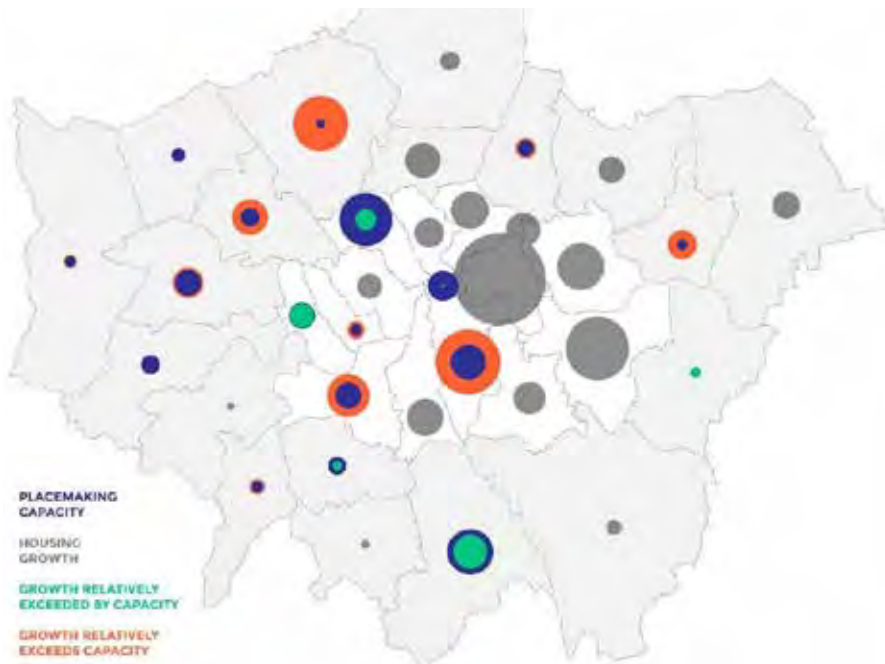 PLACEMAKING
CAPACITY
HOUSING
GROWTH
GROWTH RELATIVELY
EXCEEDED BY CAPACITY
GROWTH RELATIVELY
EXCEEDS CAPACITY